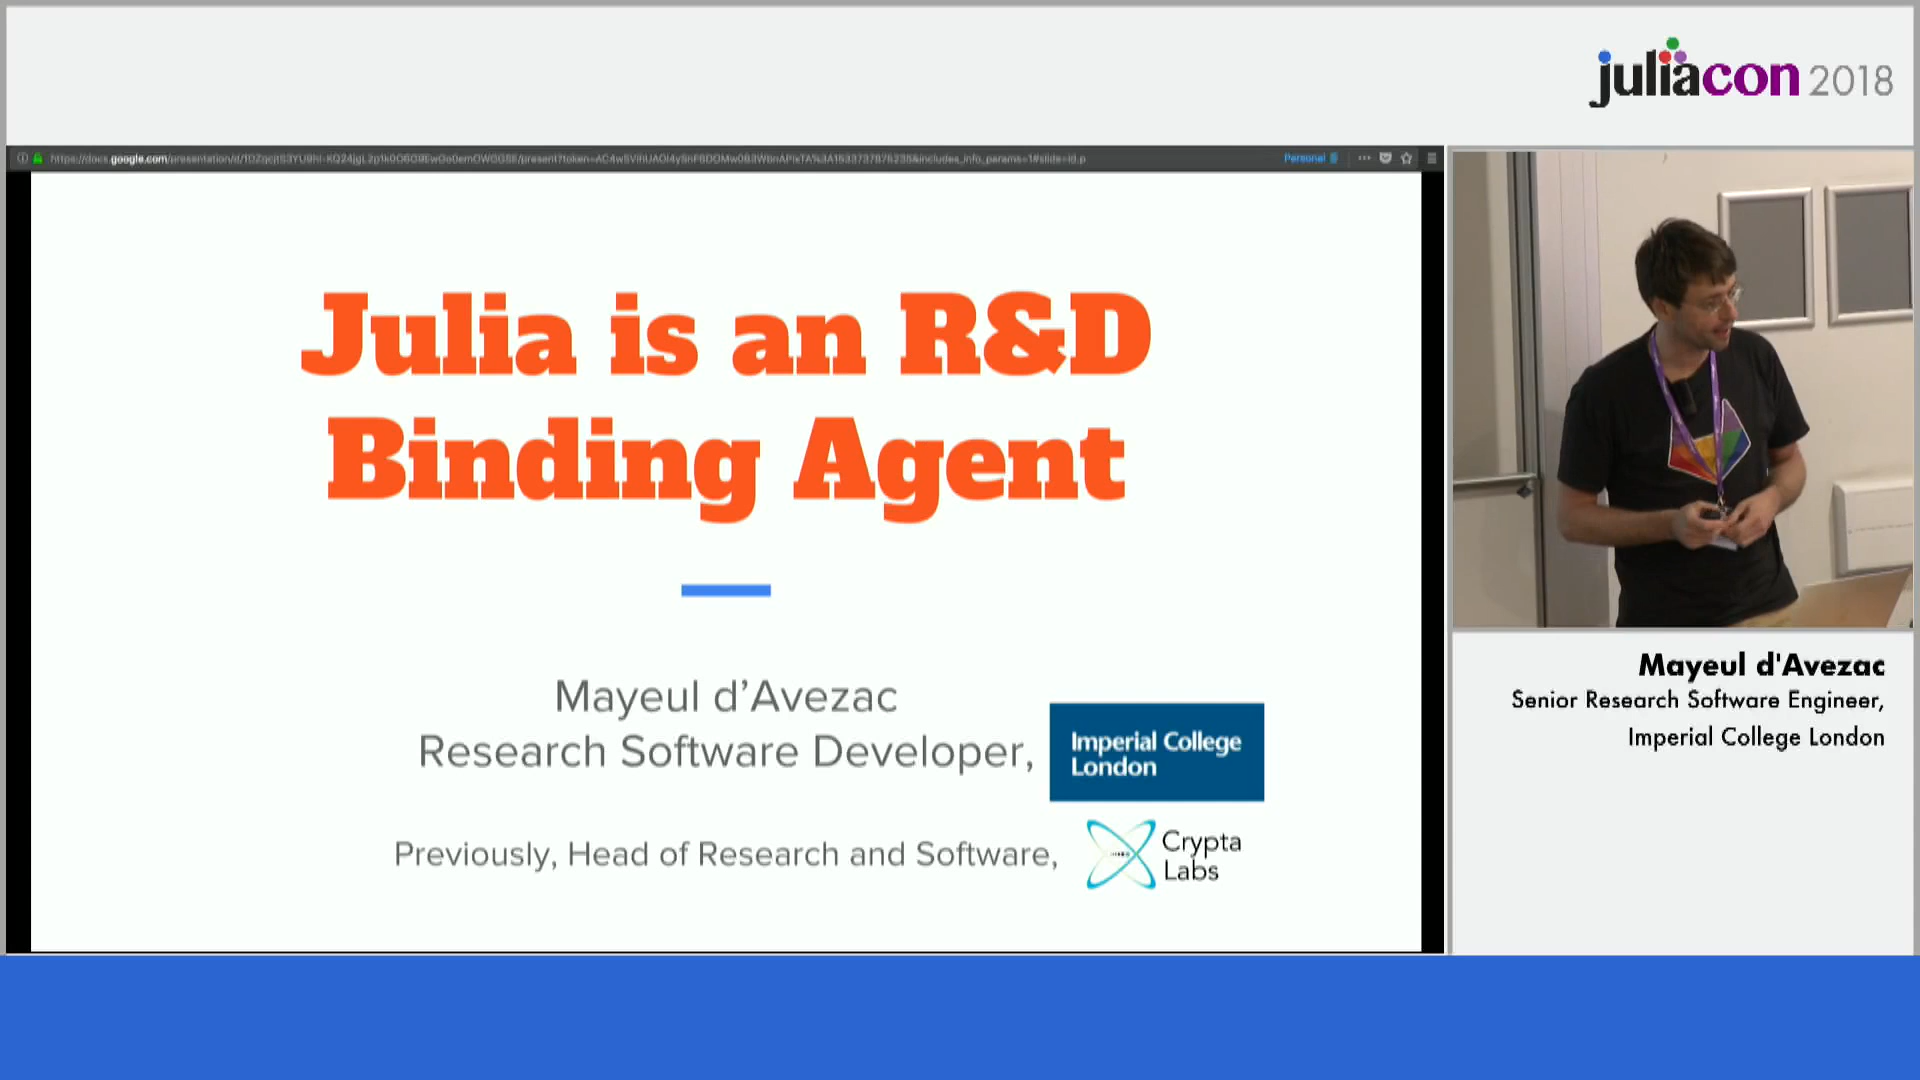 juliacon 2018
Personal
Julia is an R&D
Binding Agent
Mayeul d’Avezac
Research Software Developer,
Imperial College
London
Previously, Head of Research and Software,
Crypta
Labs
Mayeul d'Avezac
Senior Research Software Engineer,
Imperial College London